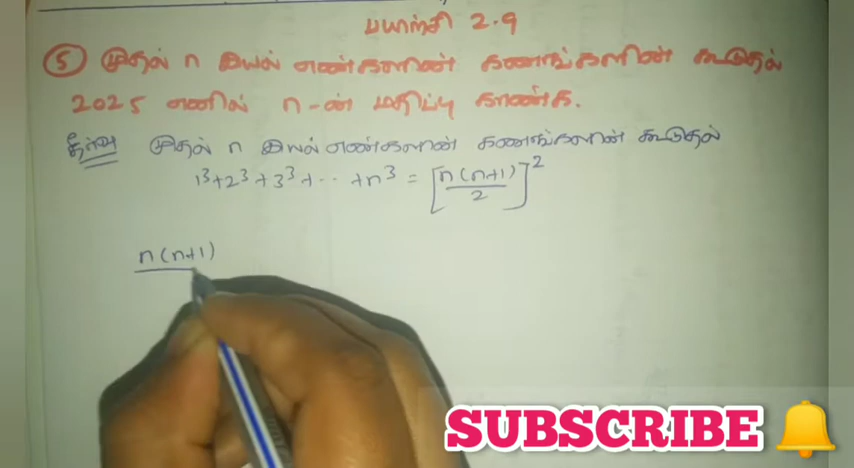 பயிற்சி 2.9
5 முதல் n இயல் எண்களின் கனங்களின் கூடுதல்
2025 எனில் n-ன் மதிப்பு காண்க.
தீர்வு முதல் n இயல் எண்களின் கனங்களின் கூடுதல்
1³+2³+3³+...+n³ = [n(n+1)/2]²
n(n+1)
SUBSCRIBE